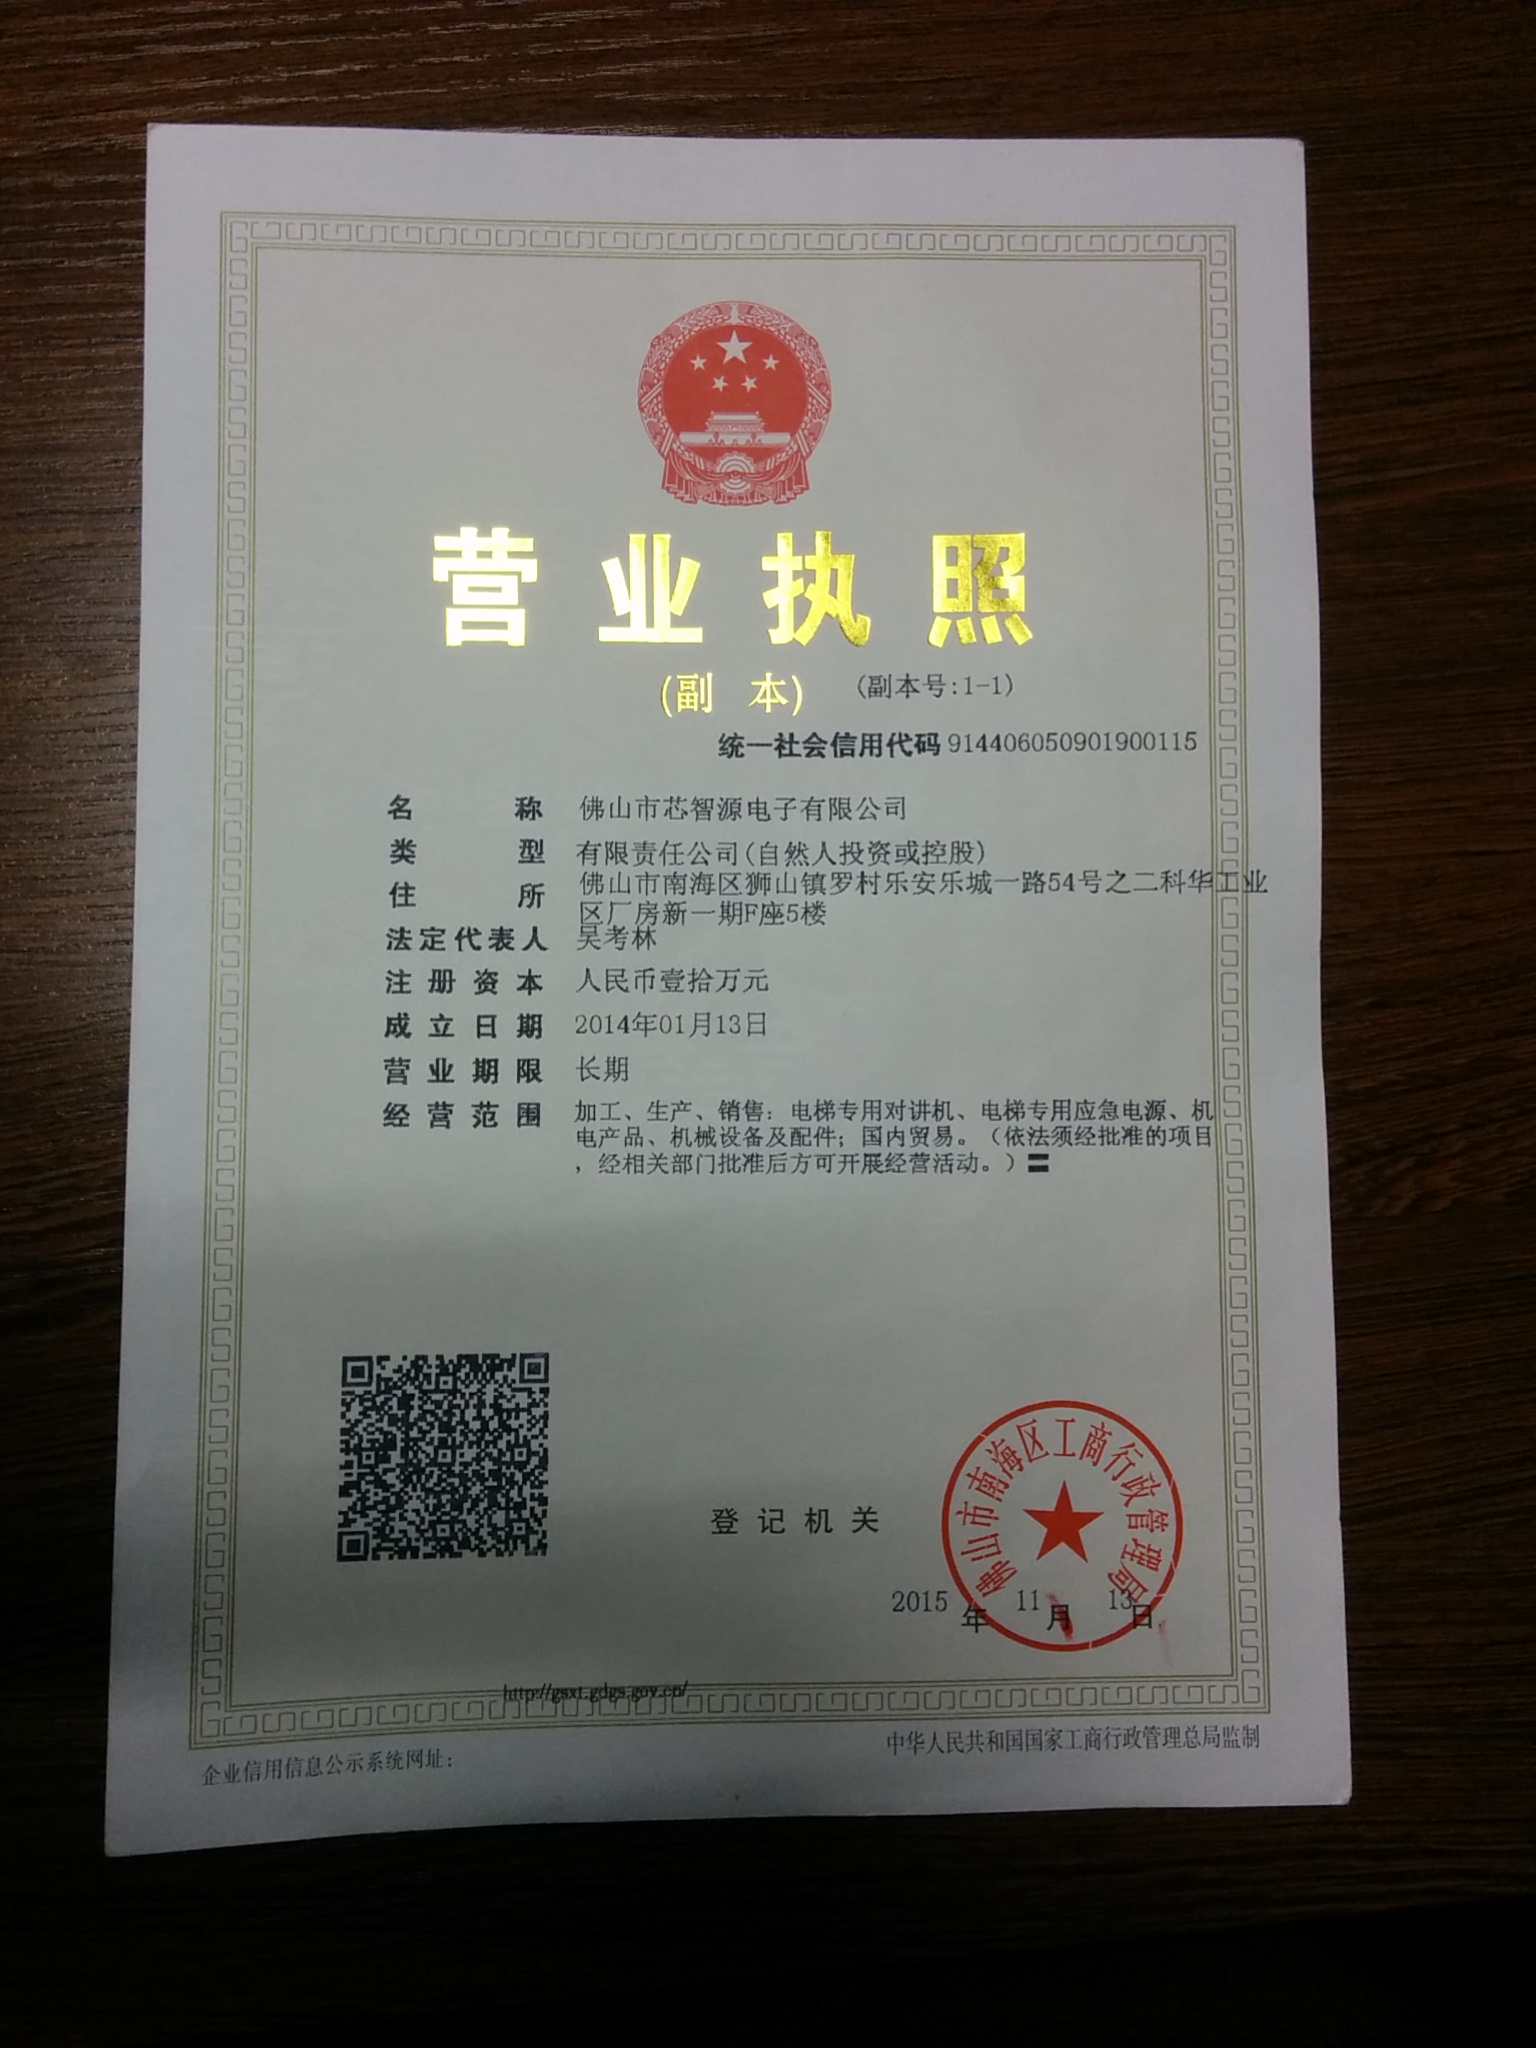 营业执照
(副 本) (副本号:1-1)
统一社会信用代码 914406050901900115
名 称 佛山市芯智源电子有限公司
类 型 有限责任公司(自然人投资或控股)
住 所 佛山市南海区狮山镇罗村乐安乐城一路54号之二科华工业
区厂房新一期F座5楼
法定代表人 吴考林
注册资本 人民币壹拾万元
成立日期 2014年01月13日
营业期限 长期
经营范围 加工、生产、销售：电梯专用对讲机、电梯专用应急电源、机
电产品、机械设备及配件；国内贸易。（依法须经批准的项目
，经相关部门批准后方可开展经营活动。）〓
佛山市南海区工商行政管理局
登记机关
2015 年 11 月 13 日
http://gsxt.gdgs.gov.cn/
企业信用信息公示系统网址：
中华人民共和国国家工商行政管理总局监制